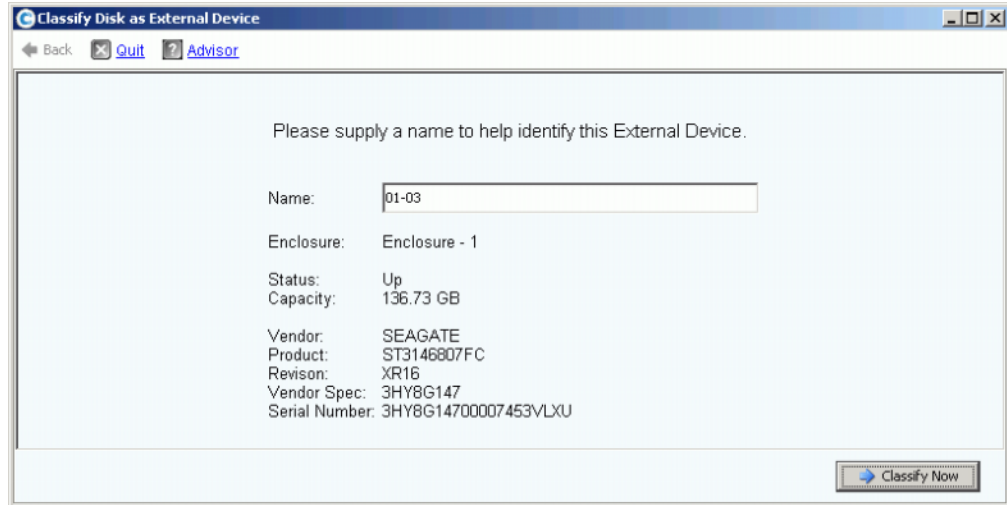 Classify Disk as External Device
Back Quit Advisor
Please supply a name to help identify this External Device.
Name: 01-03
Enclosure: Enclosure - 1
Status: Up
Capacity: 136.73 GB
Vendor: SEAGATE
Product: ST3146807FC
Revison: XR16
Vendor Spec: 3HY8G147
Serial Number: 3HY8G14700007453VLXU
Classify Now